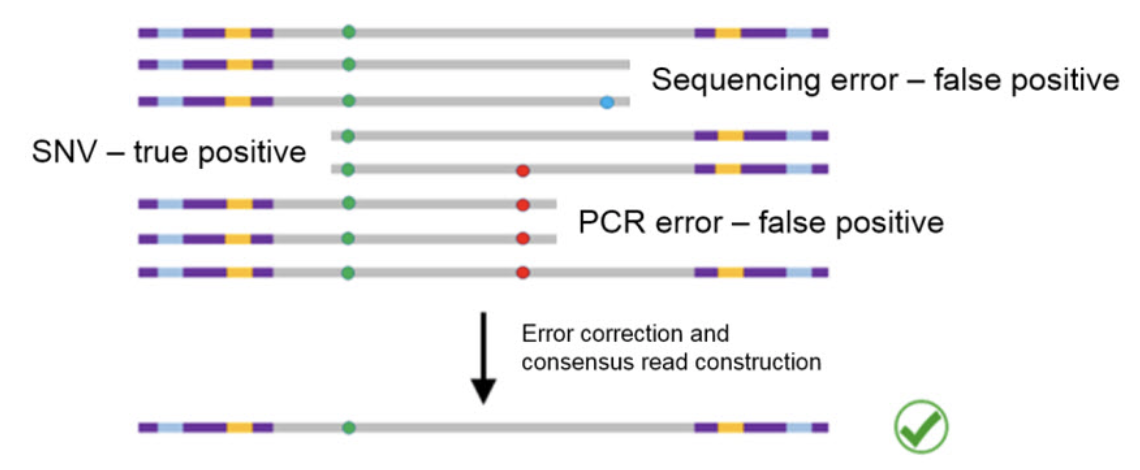 Sequencing error – false positive
SNV – true positive
PCR error – false positive
Error correction and
consensus read construction